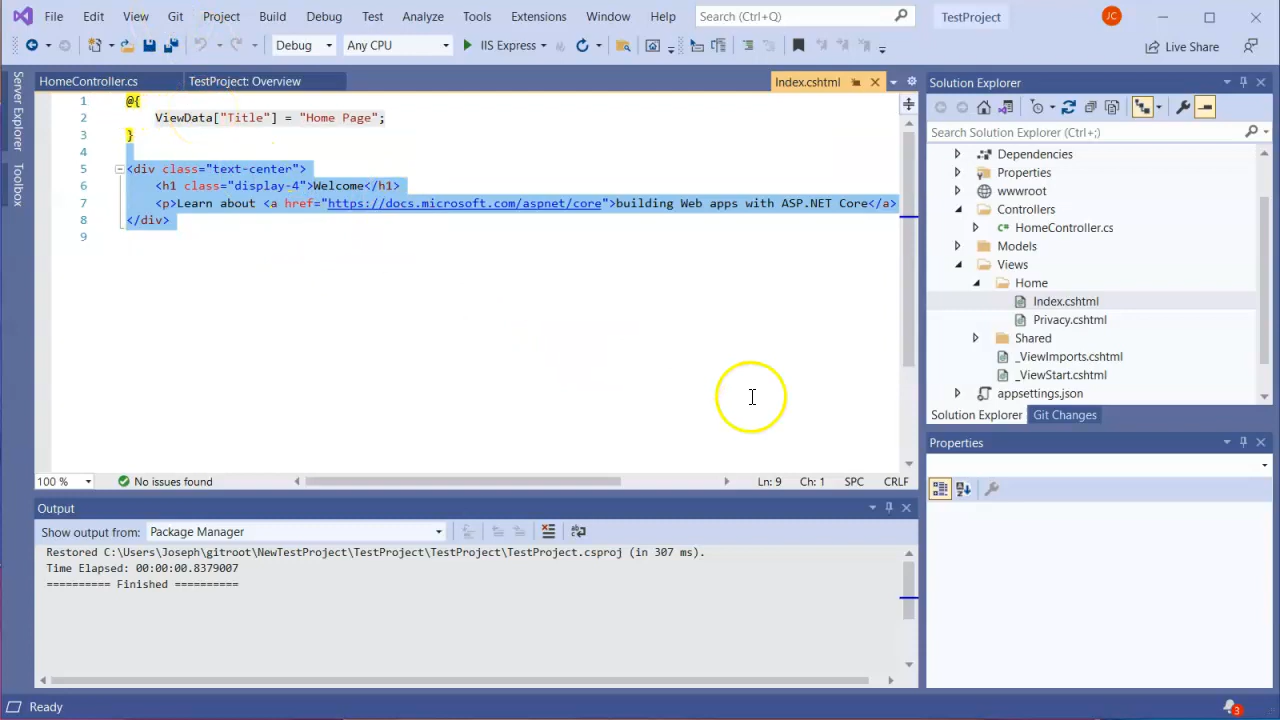 File Edit View Git Project Build Debug Test Analyze Tools Extensions Window Help Search (Ctrl+Q) TestProject JC
Debug Any CPU IIS Express Live Share
Server Explorer
Toolbox
HomeController.cs TestProject: Overview Index.cshtml
1 @{
2 ViewData["Title"] = "Home Page";
3 }
4
5 <div class="text-center">
6 <h1 class="display-4">Welcome</h1>
7 <p>Learn about <a href="https://docs.microsoft.com/aspnet/core">building Web apps with ASP.NET Core</a>
8 </div>
9
100 % No issues found Ln: 9 Ch: 1 SPC CRLF
Output
Show output from: Package Manager
Restored C:\Users\Joseph\gitroot\NewTestProject\TestProject\TestProject\TestProject.csproj (in 307 ms).
Time Elapsed: 00:00:00.8379007
========== Finished ==========
Solution Explorer
Search Solution Explorer (Ctrl+;)
Dependencies
Properties
wwwroot
Controllers
HomeController.cs
Models
Views
Home
Index.cshtml
Privacy.cshtml
Shared
_ViewImports.cshtml
_ViewStart.cshtml
appsettings.json
Solution Explorer Git Changes
Properties
Ready 3